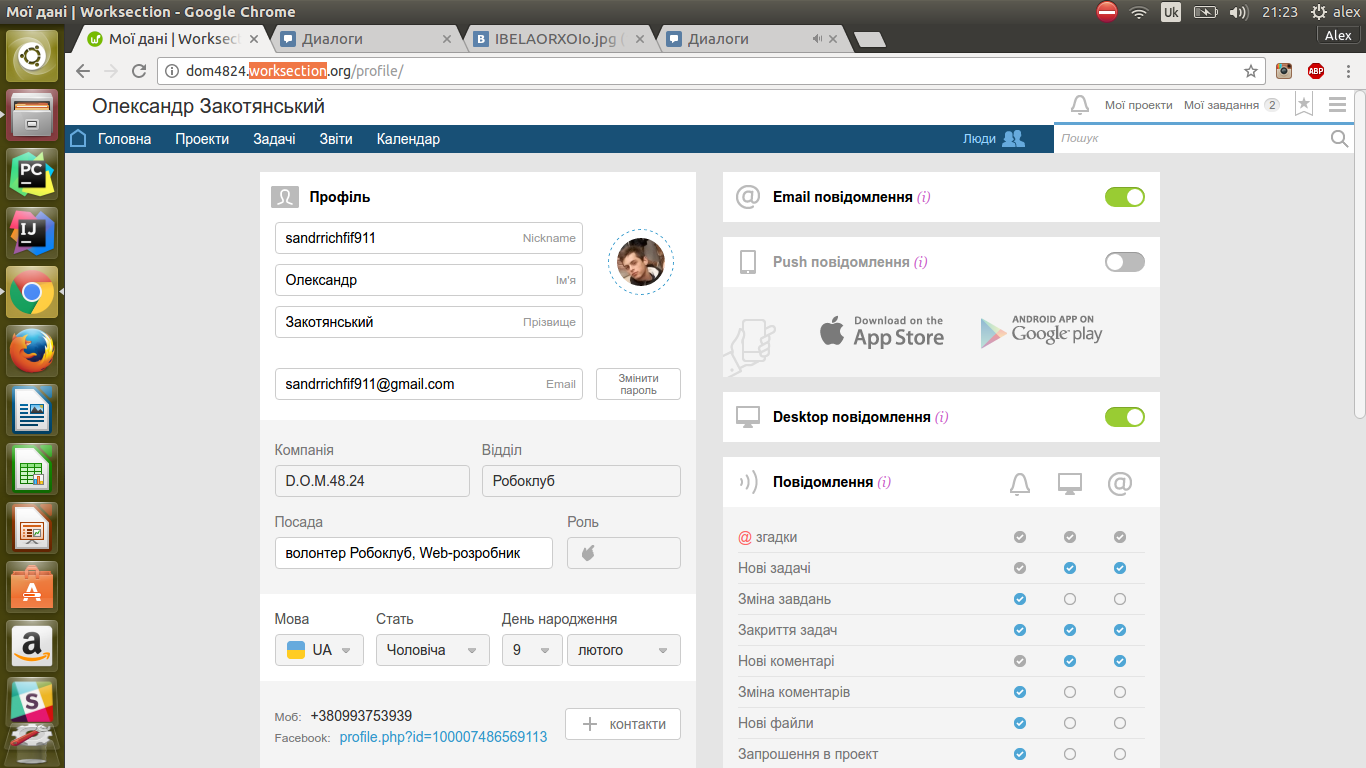 Мої дані | Worksection - Google Chrome
Uk
21:23
alex
Мої дані | Worksec
Диалоги
IBELAORXOIo.jpg (
Диалоги
Alex
dom4824.worksection.org/profile/
ABP
Олександр Закотянський
Мої проекти
Мої завдання 2
Головна
Проекти
Задачі
Звіти
Календар
Люди
Пошук
Профіль
sandrrichfif911 Nickname
Олександр Ім'я
Закотянський Прізвище
sandrrichfif911@gmail.com Email
Змінити
пароль
Компанія
Відділ
D.O.M.48.24
Робоклуб
Посада
Роль
волонтер Робоклуб, Web-розробник
Мова
Стать
День народження
UA
Чоловіча
9
лютого
Моб: +380993753939
Facebook: profile.php?id=100007486569113
контакти
@ Email повідомлення (i)
Push повідомлення (i)
Download on the
App Store
ANDROID APP ON
Google play
Desktop повідомлення (i)
Повідомлення (i)
@
@ згадки
Нові задачі
Зміна завдань
Закриття задач
Нові коментарі
Зміна коментарів
Нові файли
Запрошення в проект
PC
IJ
A
a
S